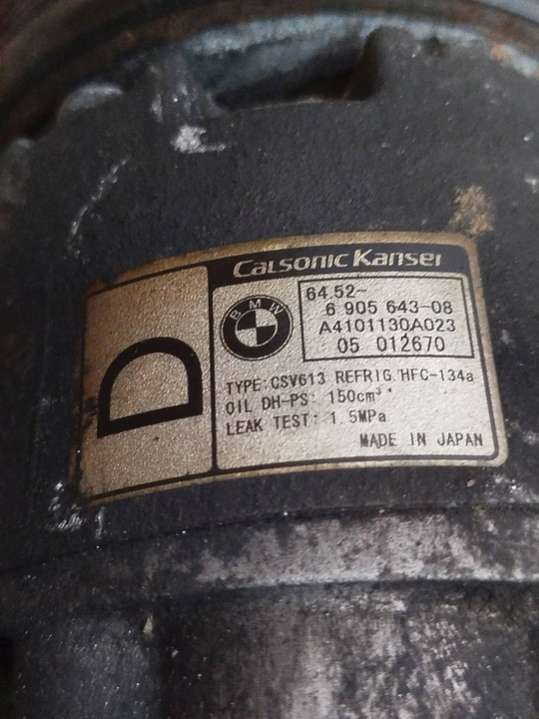 D
CALSONIC KANSEI
BMW
64.52-
6 905 643-08
A4101130A023
05 012670
TYPE: CSV613 REFRIG. HFC-134a
OIL DH-PS: 150cm³
LEAK TEST: 1.5MPa
MADE IN JAPAN